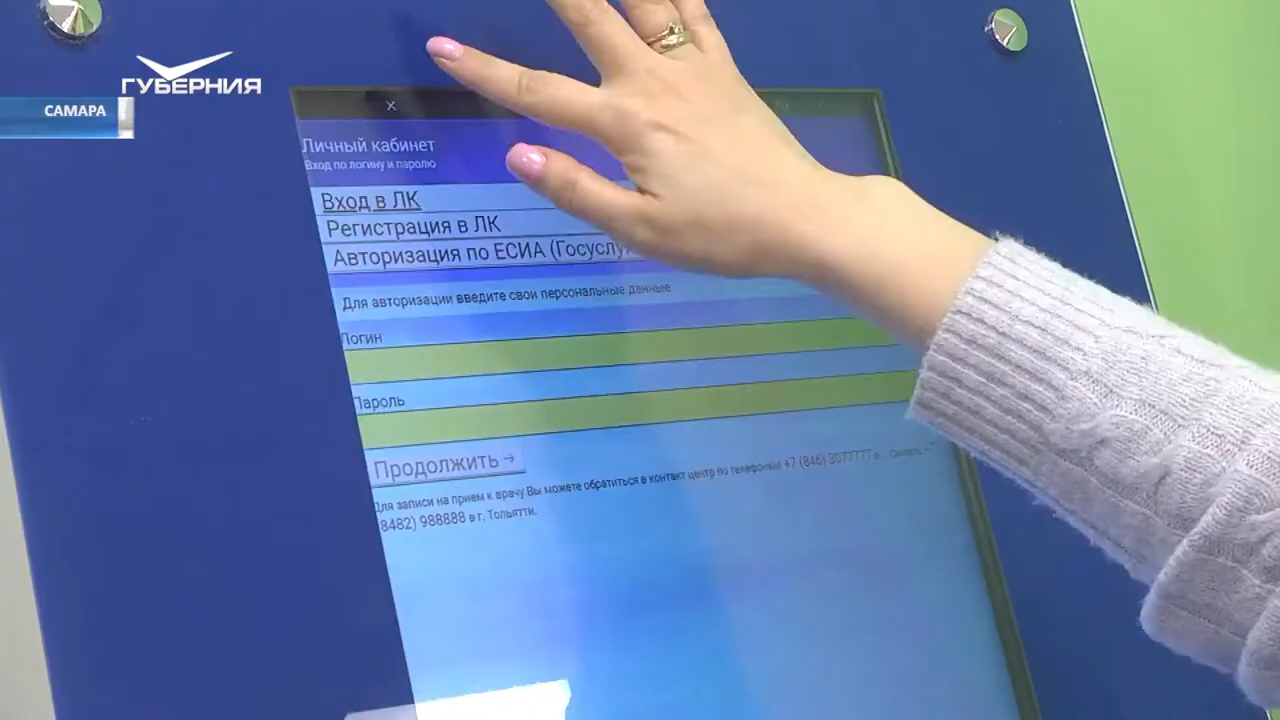 ГУБЕРНИЯ
САМАРА
Личный кабинет
Вход по логину и паролю
Вход в ЛК
Регистрация в ЛК
Авторизация по ЕСИА
Для авторизации введите свои персональные данные
Логин
Пароль
Продолжить →
Для записи на прием к врачу Вы можете обратиться в контакт центр по телефонам: +7 (846) 3077777 в г. Самара, +7
8482) 988888 в г. Тольятти.